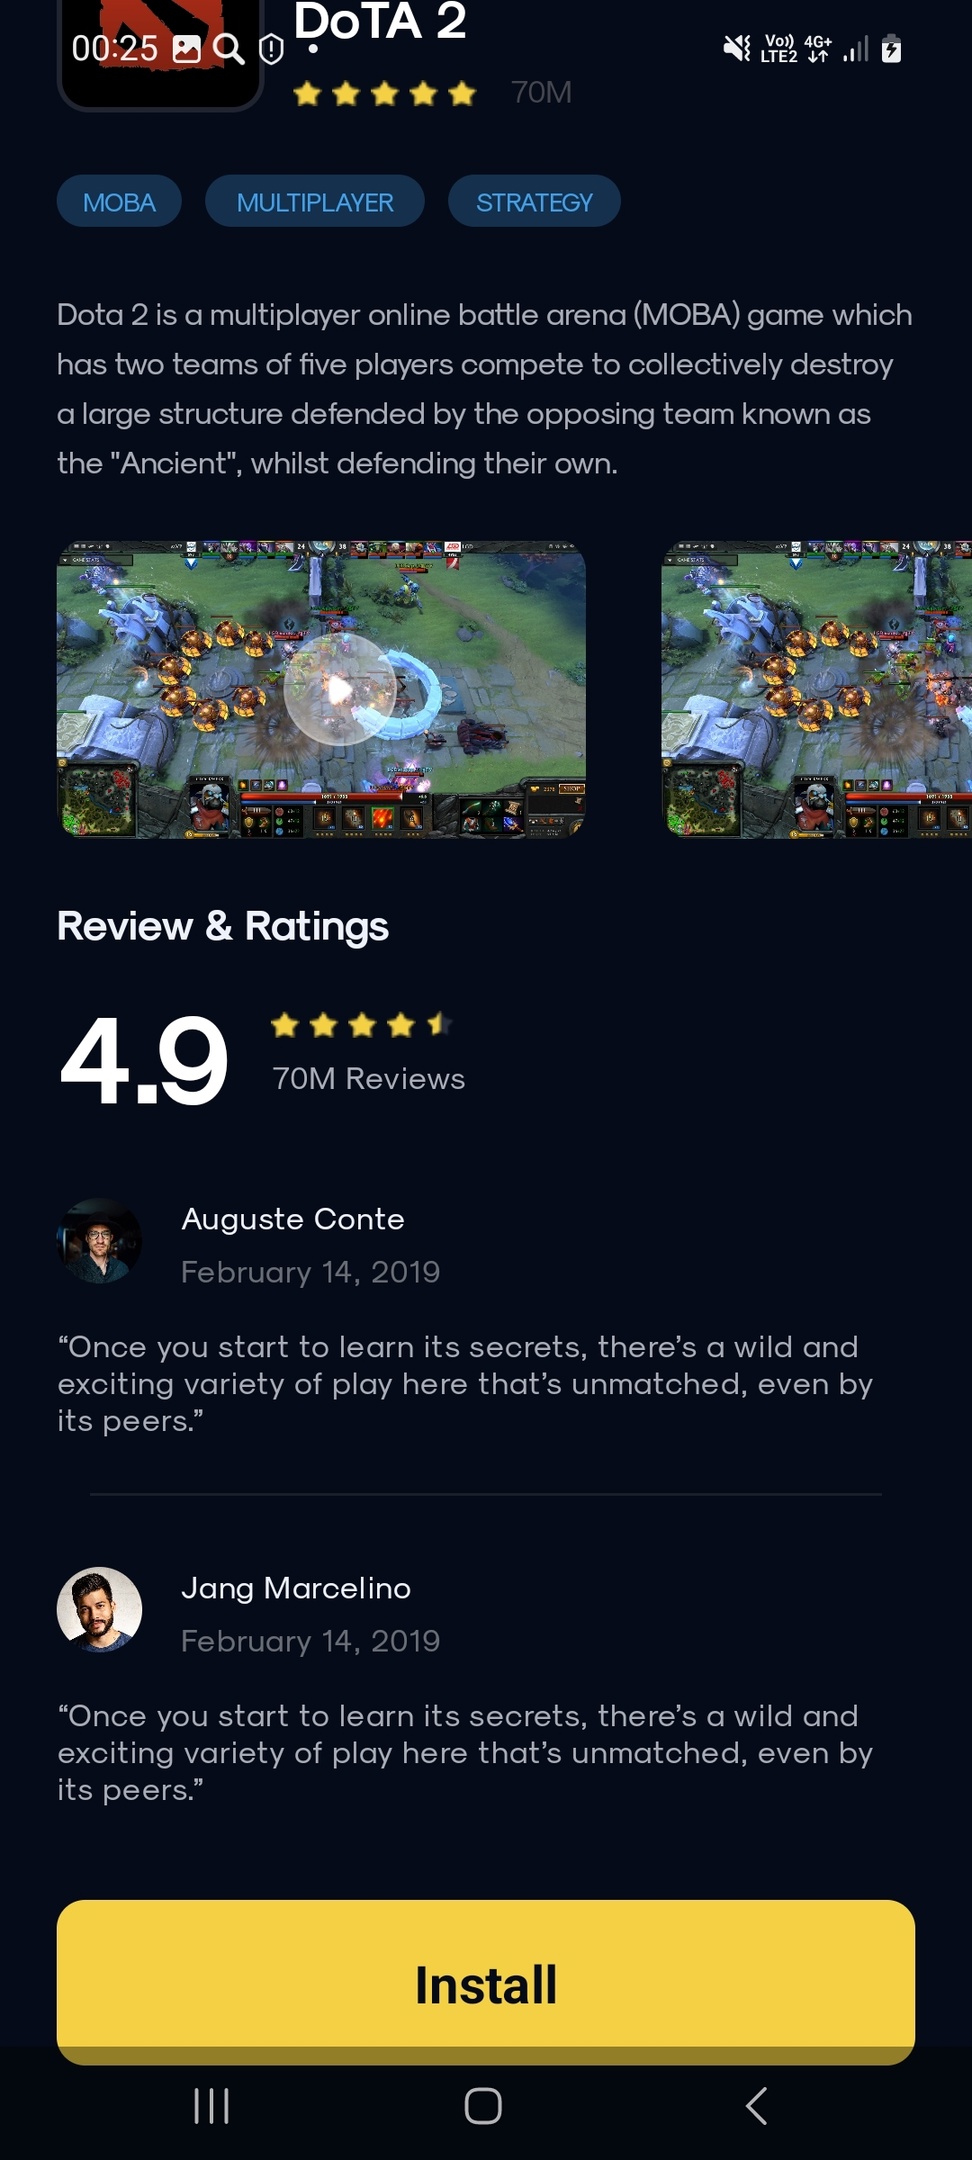 DoTA 2
00:25
Vo)) LTE2 4G+
70M
MOBA MULTIPLAYER STRATEGY
Dota 2 is a multiplayer online battle arena (MOBA) game which
has two teams of five players compete to collectively destroy
a large structure defended by the opposing team known as
the "Ancient", whilst defending their own.
Review & Ratings
4.9
70M Reviews
Auguste Conte
February 14, 2019
“Once you start to learn its secrets, there’s a wild and
exciting variety of play here that’s unmatched, even by
its peers.”
Jang Marcelino
February 14, 2019
“Once you start to learn its secrets, there’s a wild and
exciting variety of play here that’s unmatched, even by
its peers.”
Install